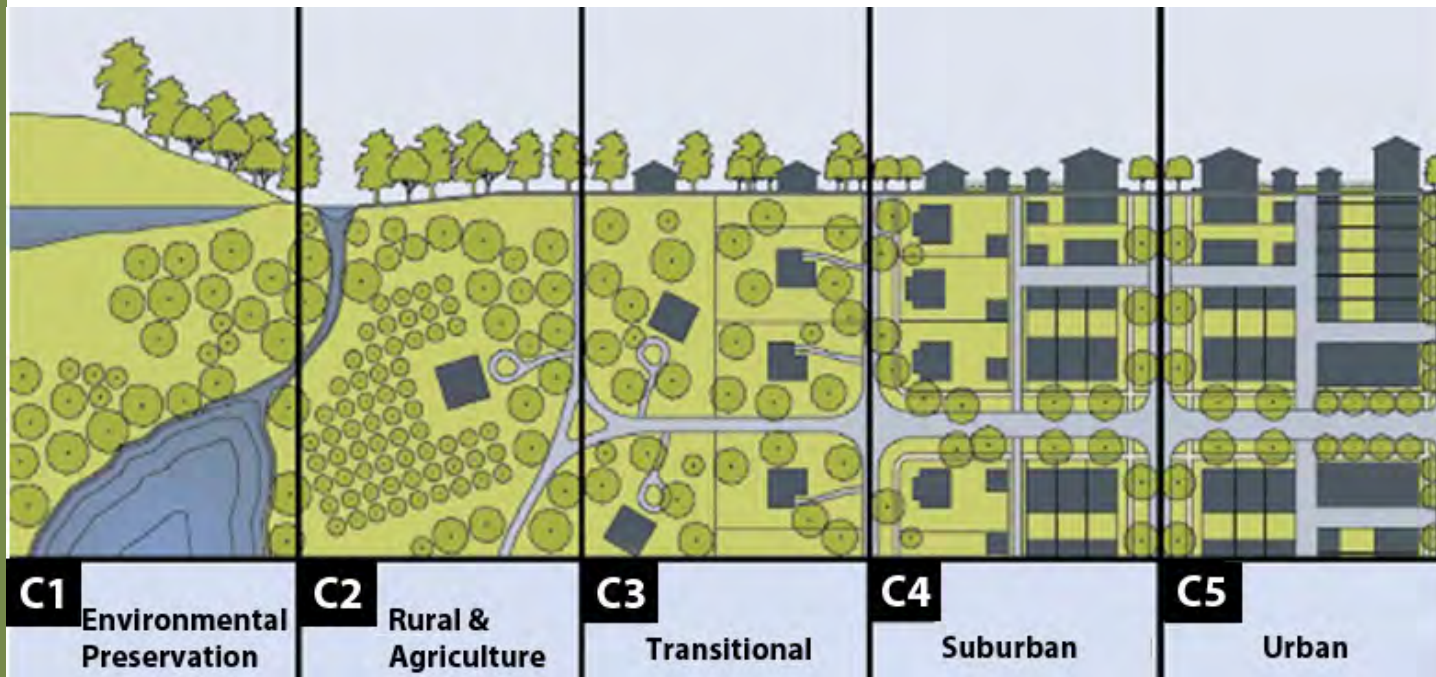 C1
Environmental
Preservation
C2
Rural &
Agriculture
C3
Transitional
C4
Suburban
C5
Urban